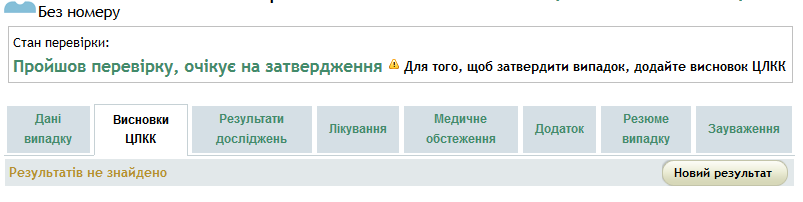 Без номеру
Стан перевірки:
Пройшов перевірку, очікує на затвердження Для того, щоб затвердити випадок, додайте висновок ЦЛКК
Дані випадку
Висновки ЦЛКК
Результати досліджень
Лікування
Медичне обстеження
Додаток
Резюме випадку
Зауваження
Результатів не знайдено
Новий результат